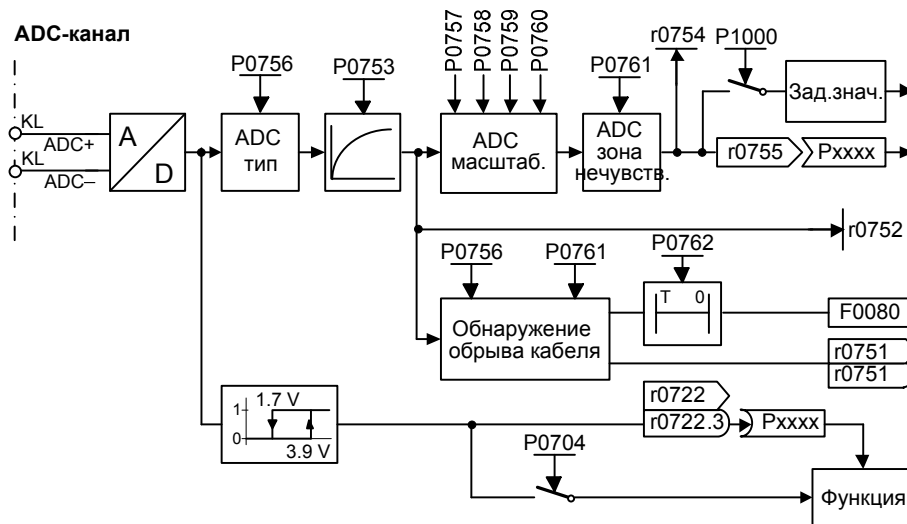 ADC-канал
KL
ADC+
KL
ADC–
A
D
P0756
ADC
тип
P0753
P0757
P0758
P0759
P0760
ADC
масштаб.
P0761
ADC
зона
нечувств.
r0754
P1000
Зад.знач.
r0755
Pxxxx
r0752
P0756
P0761
Обнаружение
обрыва кабеля
P0762
T 0
F0080
r0751
r0751
1.7 V
1
0
3.9 V
r0722
r0722.3
Pxxxx
P0704
Функция